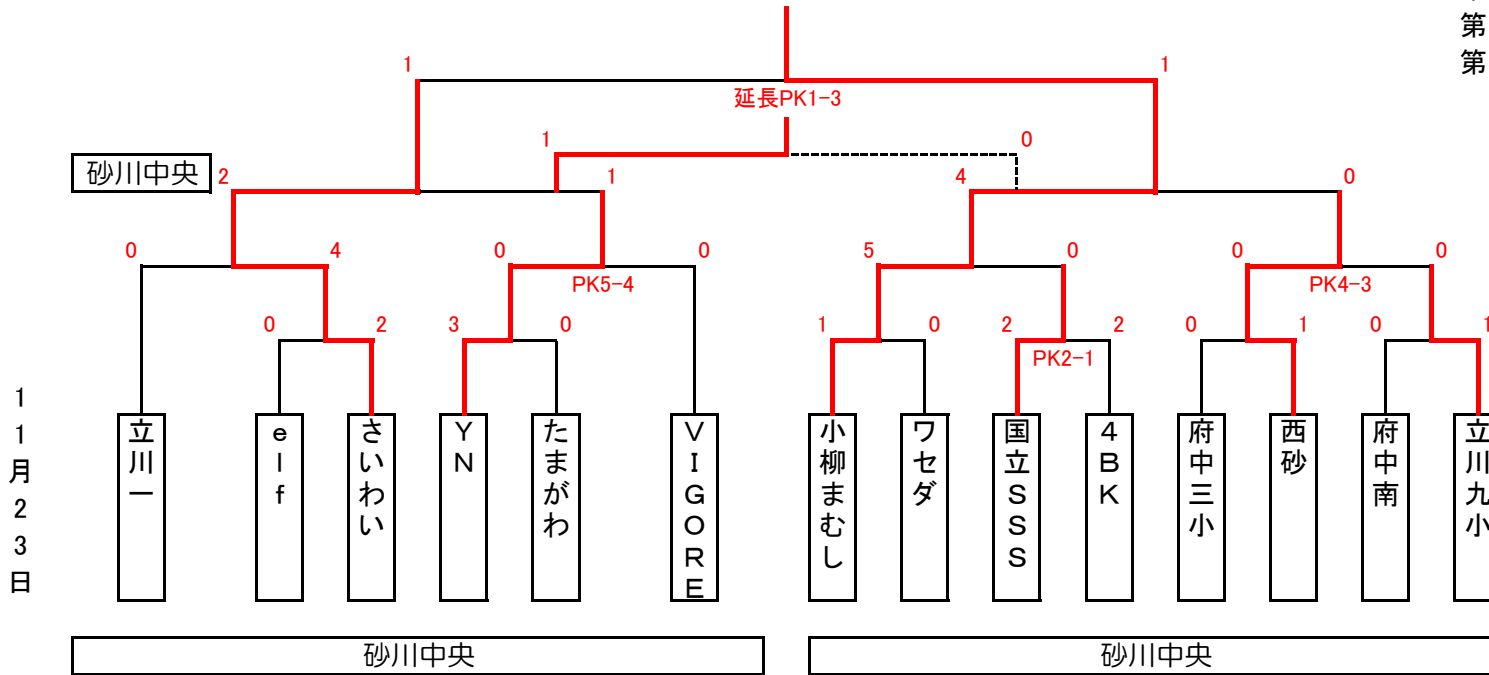 第
第
1 1
延長PK1-3
1 0
砂川中央
2 1 4 0
0 4 0 0 5 0 0 0
PK5-4 PK4-3
0 2 3 0 1 0 2 2 0 1 0 1
PK2-1
11月23日
立川一
elf
さいわい
YN
たまがわ
VIGORE
小柳まむし
ワセダ
国立SSS
4BK
府中三小
西砂
府中南
立川九小
砂川中央
砂川中央